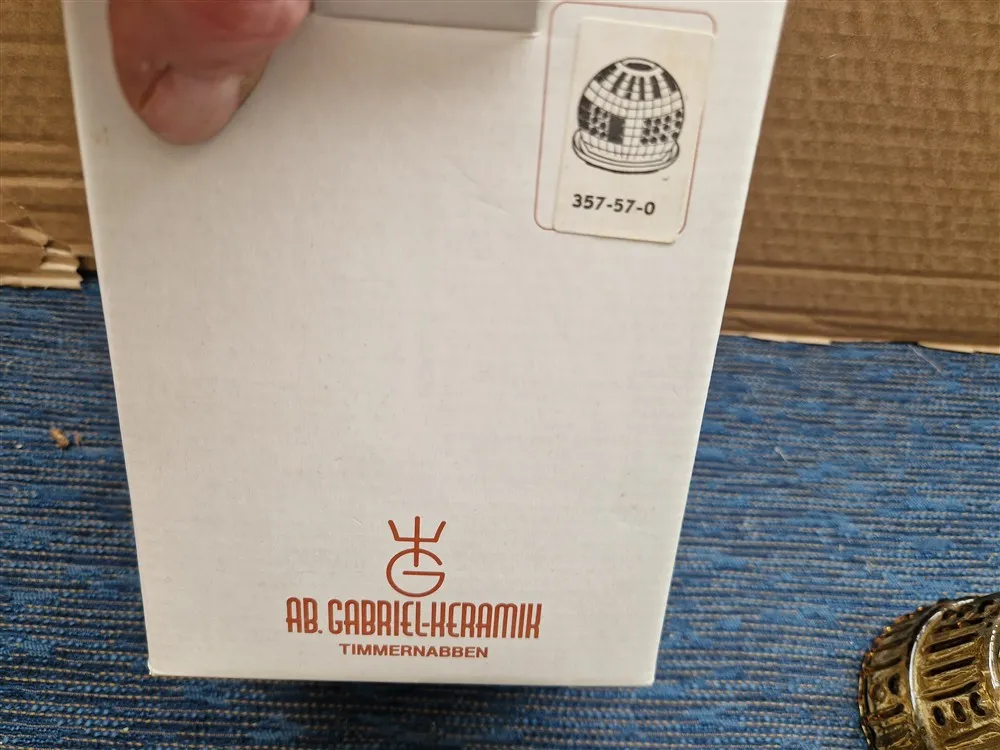 357-57-0
G
AB. GABRIEL-KERAMIK
TIMMERNABBEN